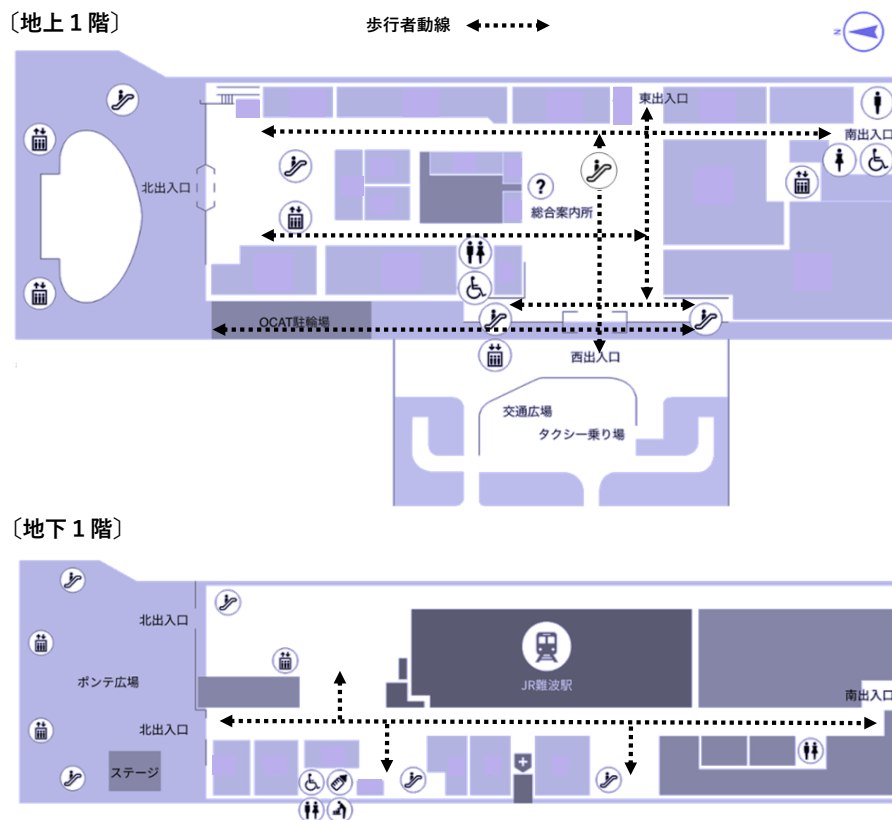 〔地上１階〕
歩行者動線
N
東出入口
南出入口
北出入口
?
総合案内所
OCAT駐輪場
西出入口
交通広場
タクシー乗り場
〔地下１階〕
北出入口
JR難波駅
ポンテ広場
南出入口
北出入口
ステージ